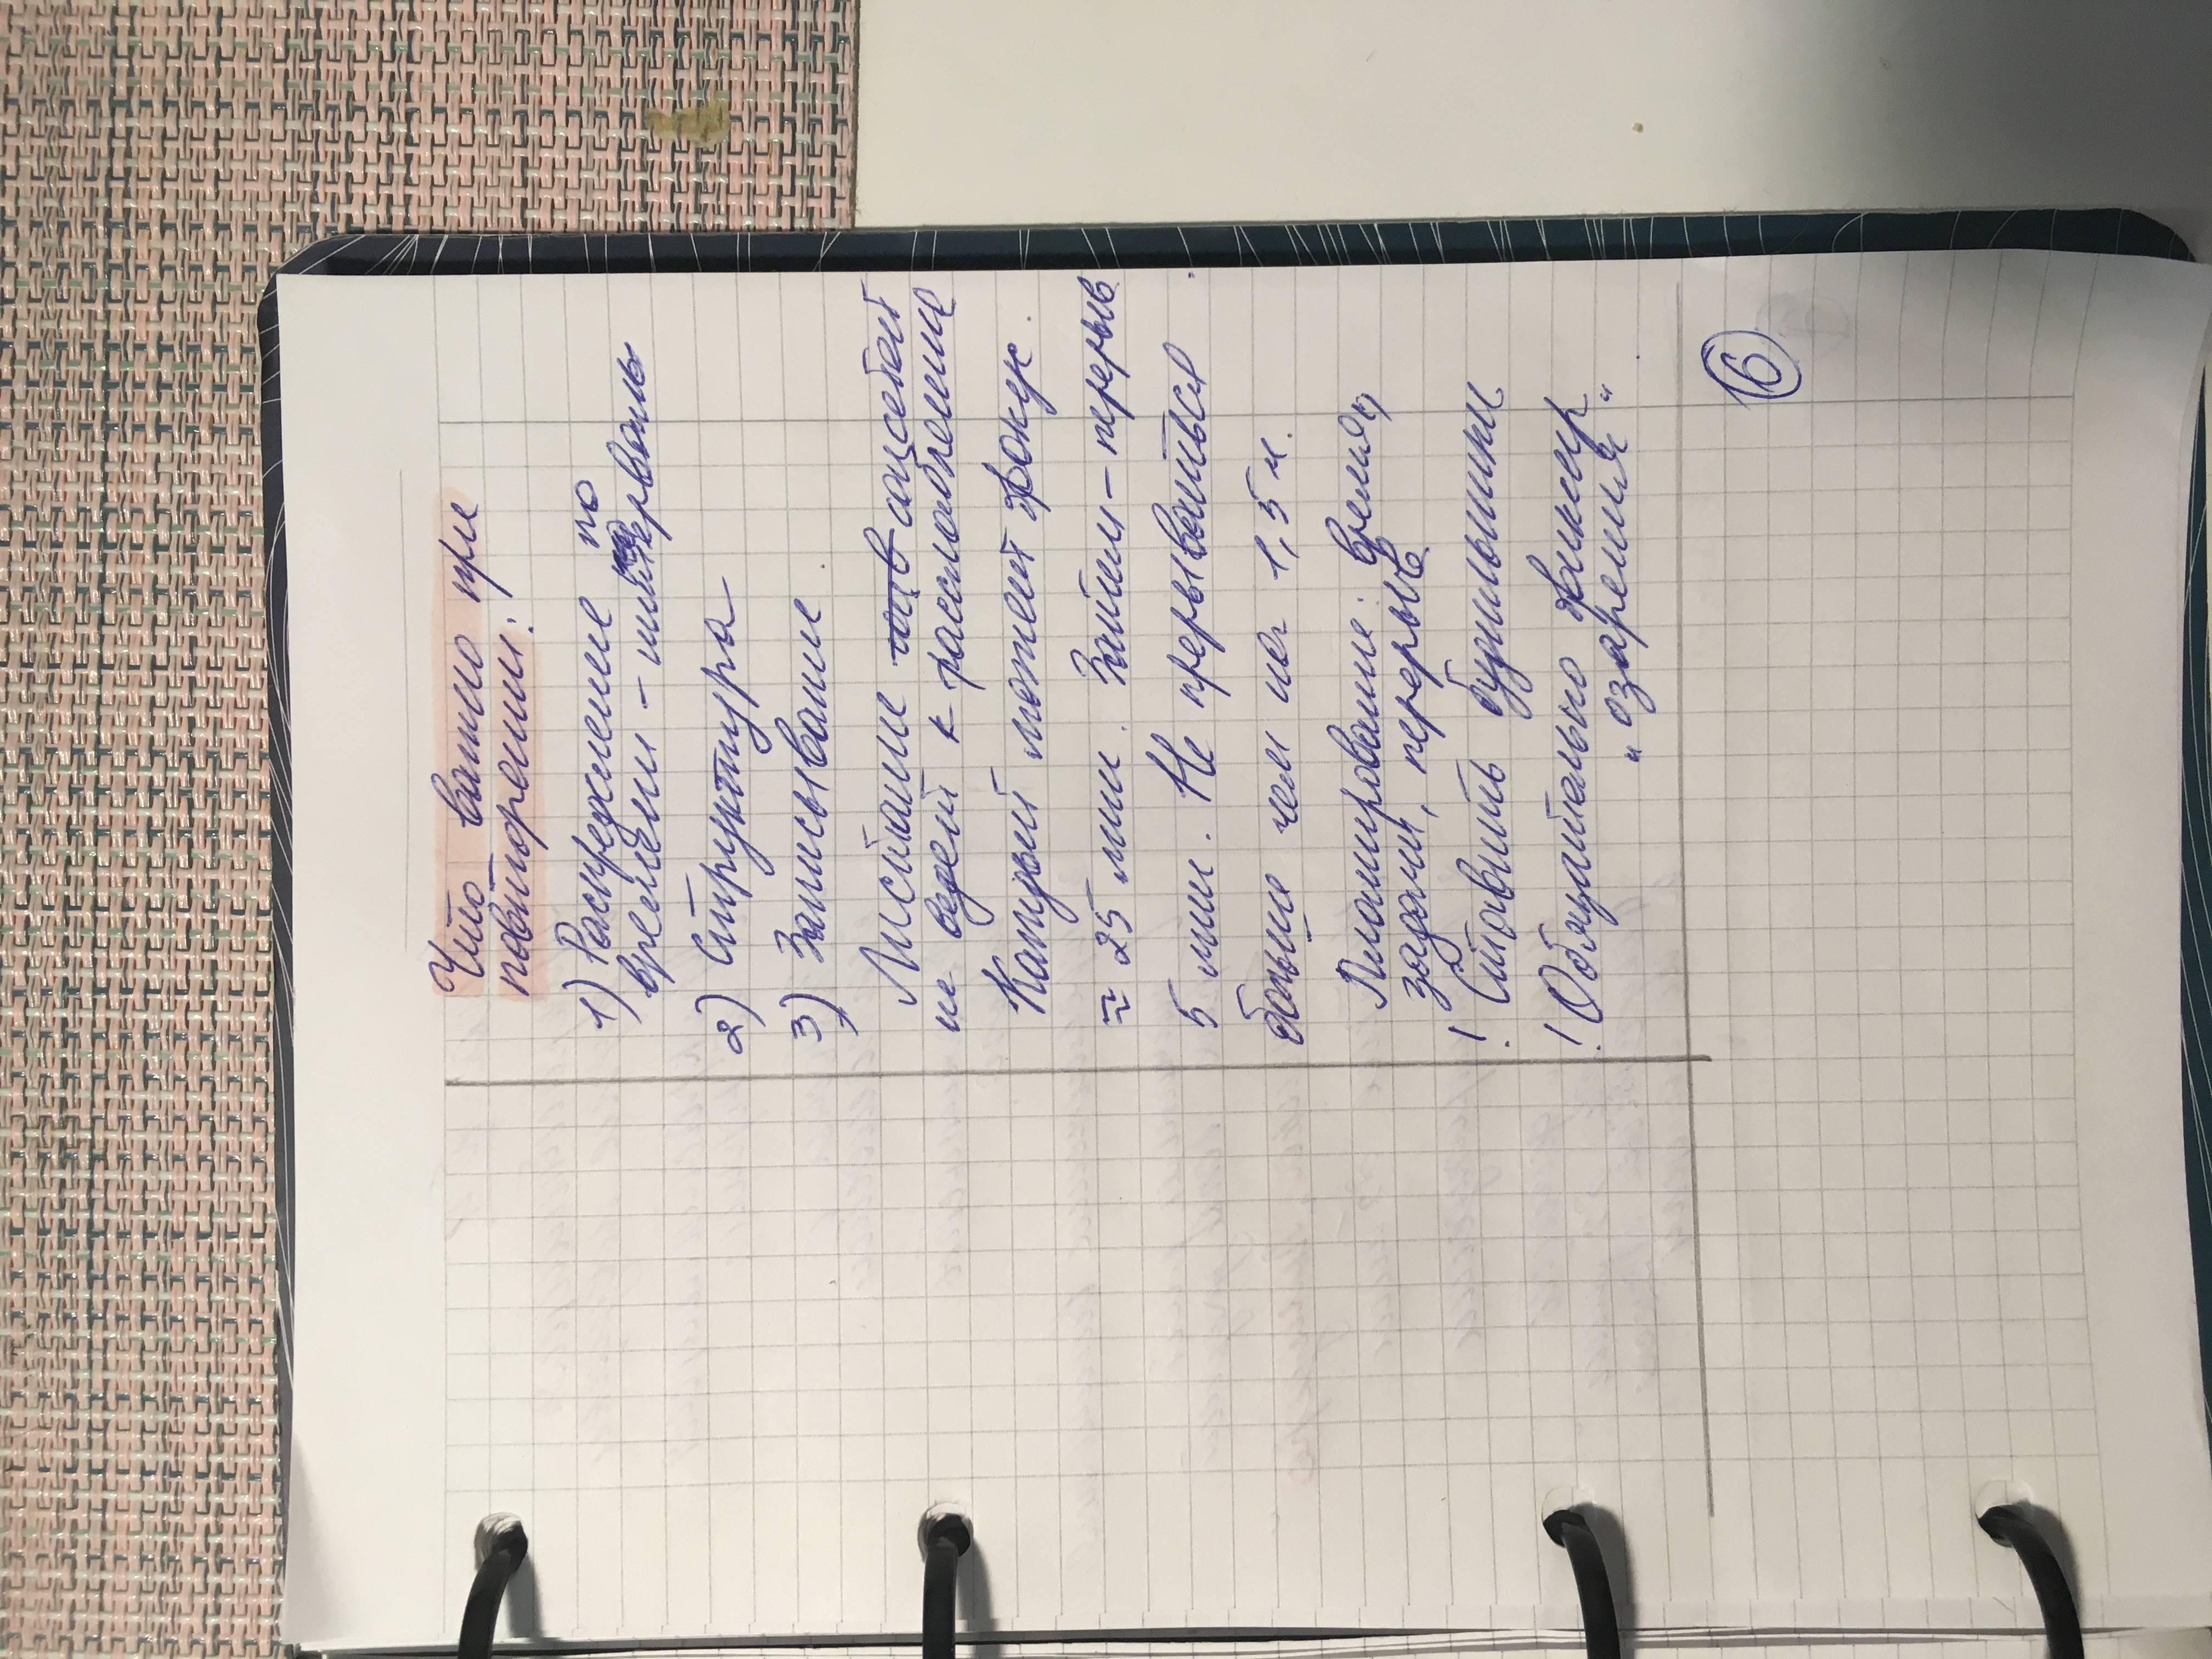 Что важно при
повторении:
1) Распределение по
времени - интервалы
2) Структура
3) Записывание
Листание соцсетей
не ведет к расслаблению
Каждый может фокус.
≈ 25 мин. Затем - перерыв
5 мин. Не прерываться
больше чем на 1,5 ч.
Планирование: время,
задачи, перерыв
! Ставить будильники
! Обязательно фиксир
„озарения“
6